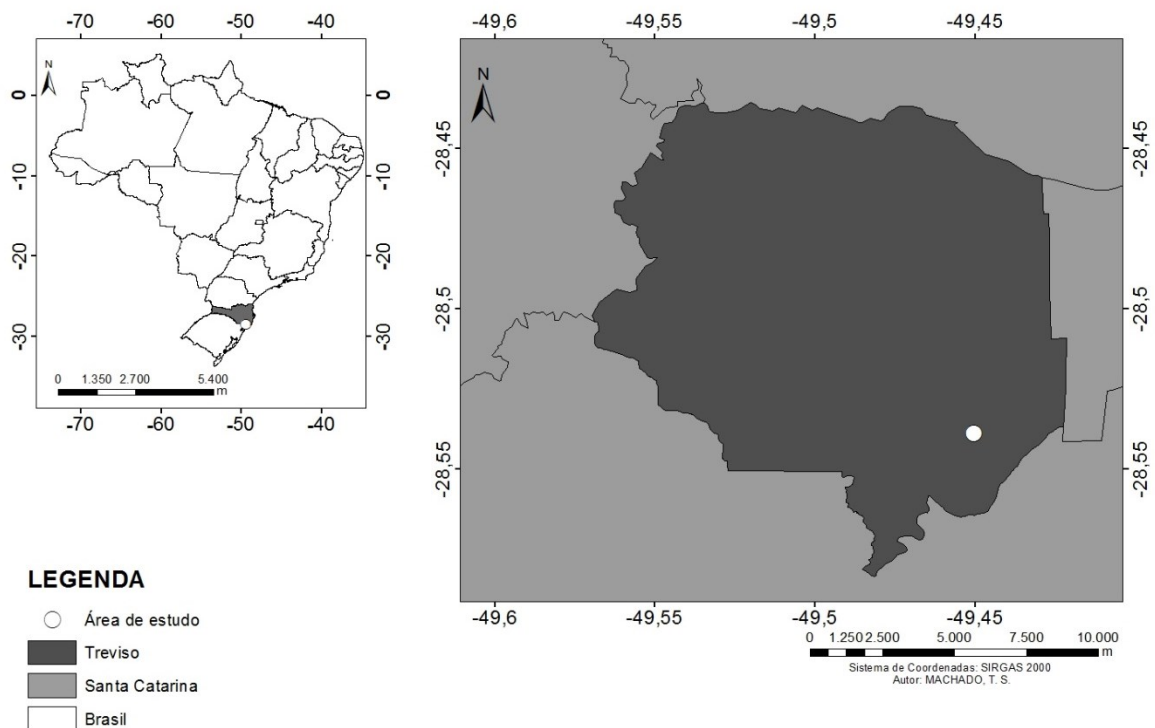 -70 -60 -50 -40
N
0
-10
-20
-30
0
-10
-20
-30
0 1.350 2.700 5.400
m
-70 -60 -50 -40
-49,6 -49,55 -49,5 -49,45
N
-28,45
-28,5
-28,55
-28,45
-28,5
-28,55
-49,6 -49,55 -49,5 -49,45
0 1.250 2.500 5.000 7.500 10.000
m
Sistema de Coordenadas: SIRGAS 2000
Autor: MACHADO, T. S.
LEGENDA
Área de estudo
Treviso
Santa Catarina
Brasil